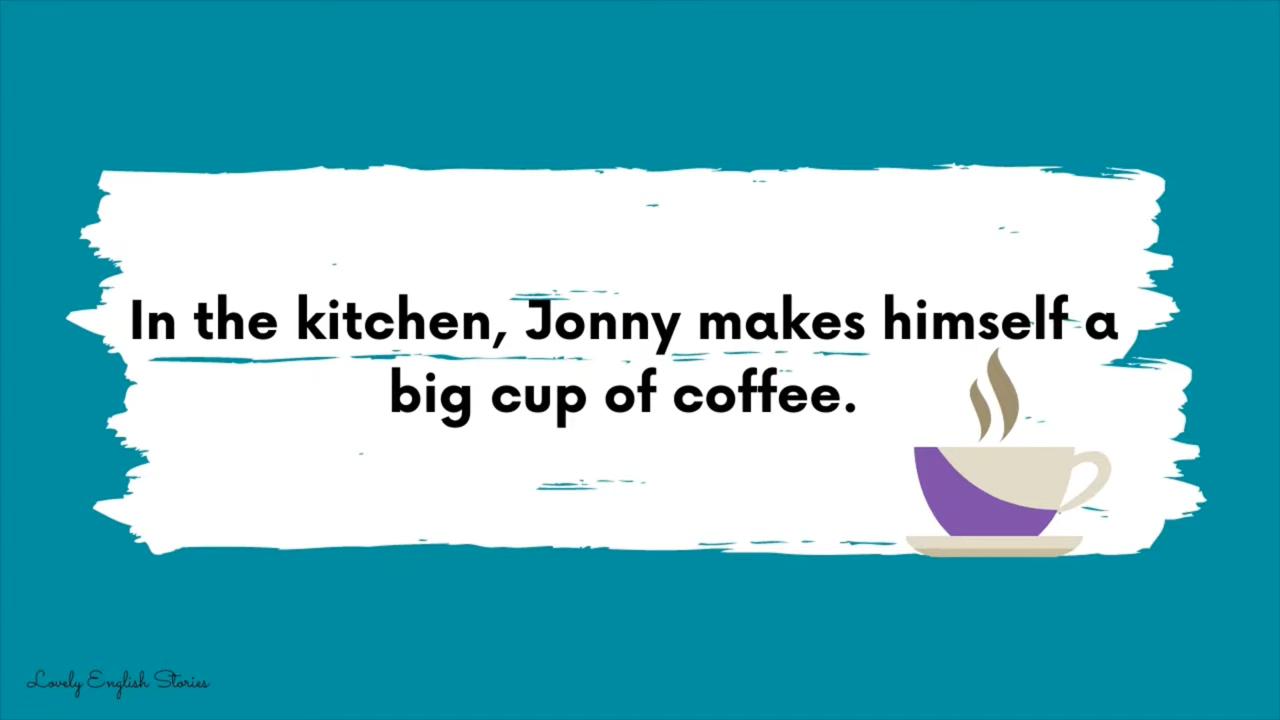 In the kitchen, Jonny makes himself a
big cup of coffee.
Lovely English Stories